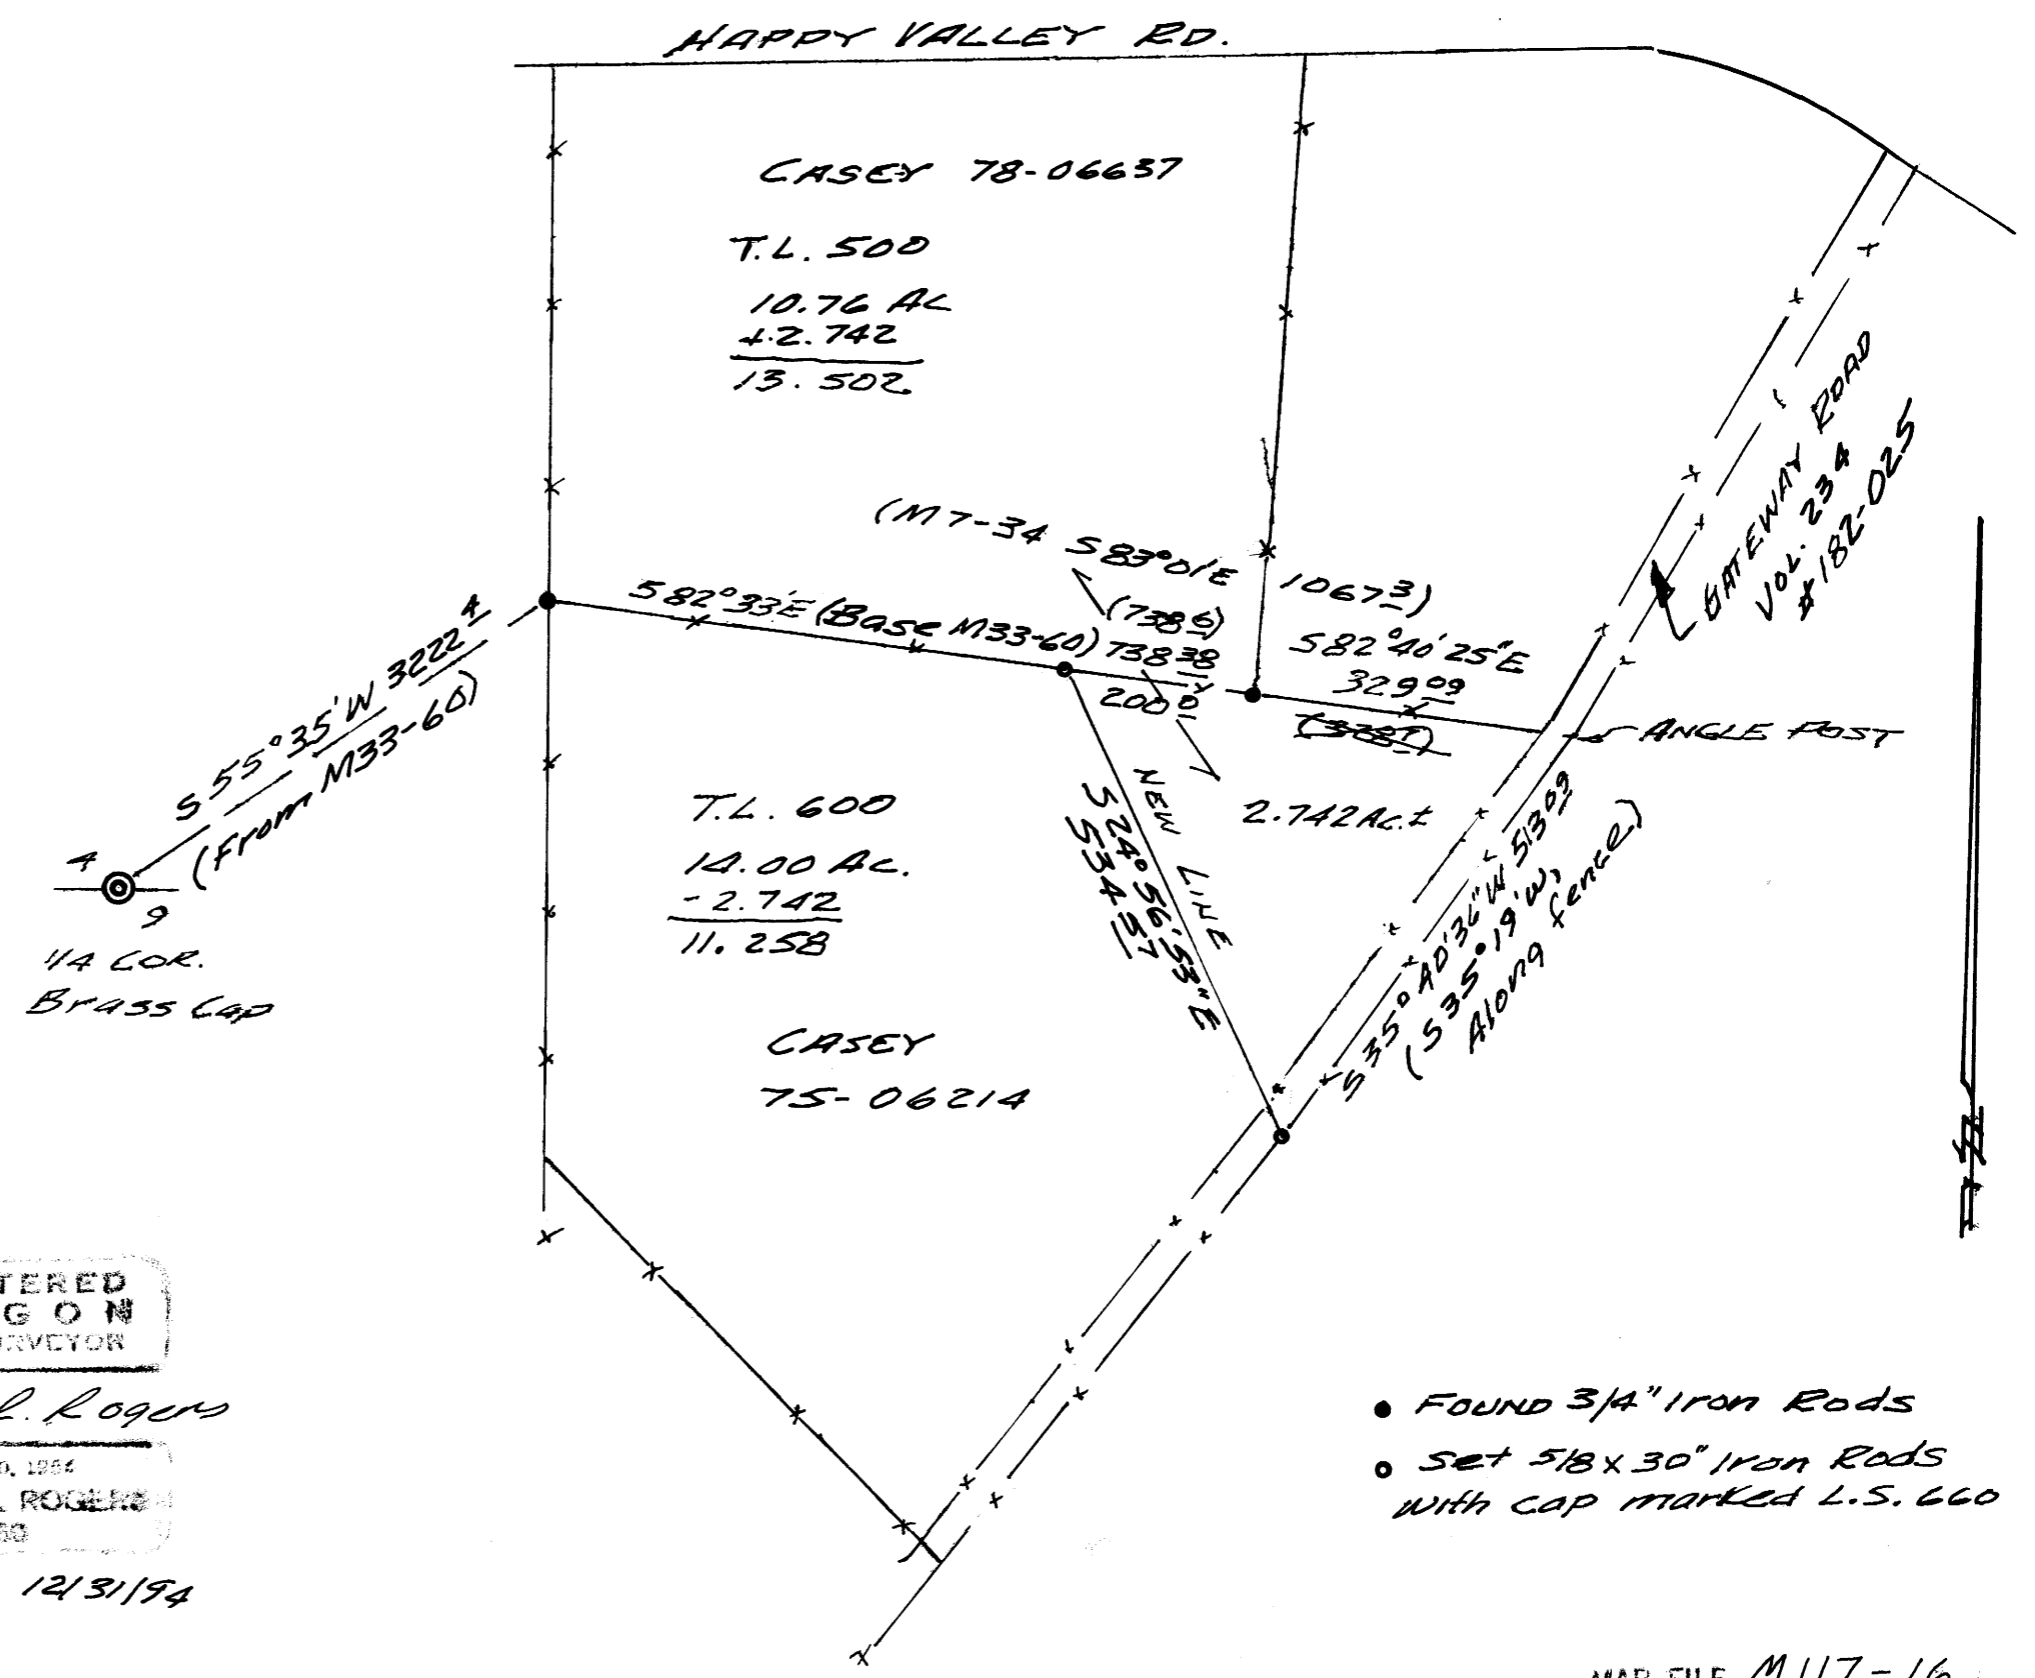 HAPPY VALLEY RD.
CASEY 78-06637
T.L. 500
10.76 AC
+2.742
13.502
(M7-34 S83°01'E 1067 3)
(738 6)
S82°33'E (Base M33-60) 738 38
S82°40'25"E
329 09
200 0
ANGLE POST
GATEWAY ROAD
VOL. 234
#182-025
S55°35'W 3222 4
(From M33-60)
4
9
1/4 COR.
Brass Cap
T.L. 600
14.00 AC.
-2.742
11.258
CASEY
75-06214
NEW LINE
S24°56'53"E
534 57
2.742 Ac.±
S35°40'36"W 513 09
(S35°19'W,
Along fence)
TERED
GON
RVEYOR
R. Rogers
ROGERS
12/31/94
● FOUND 3/4" Iron Rods
○ Set 5/8 x 30" Iron Rods
with cap marked L.S. 660
MAP FILE M117-16